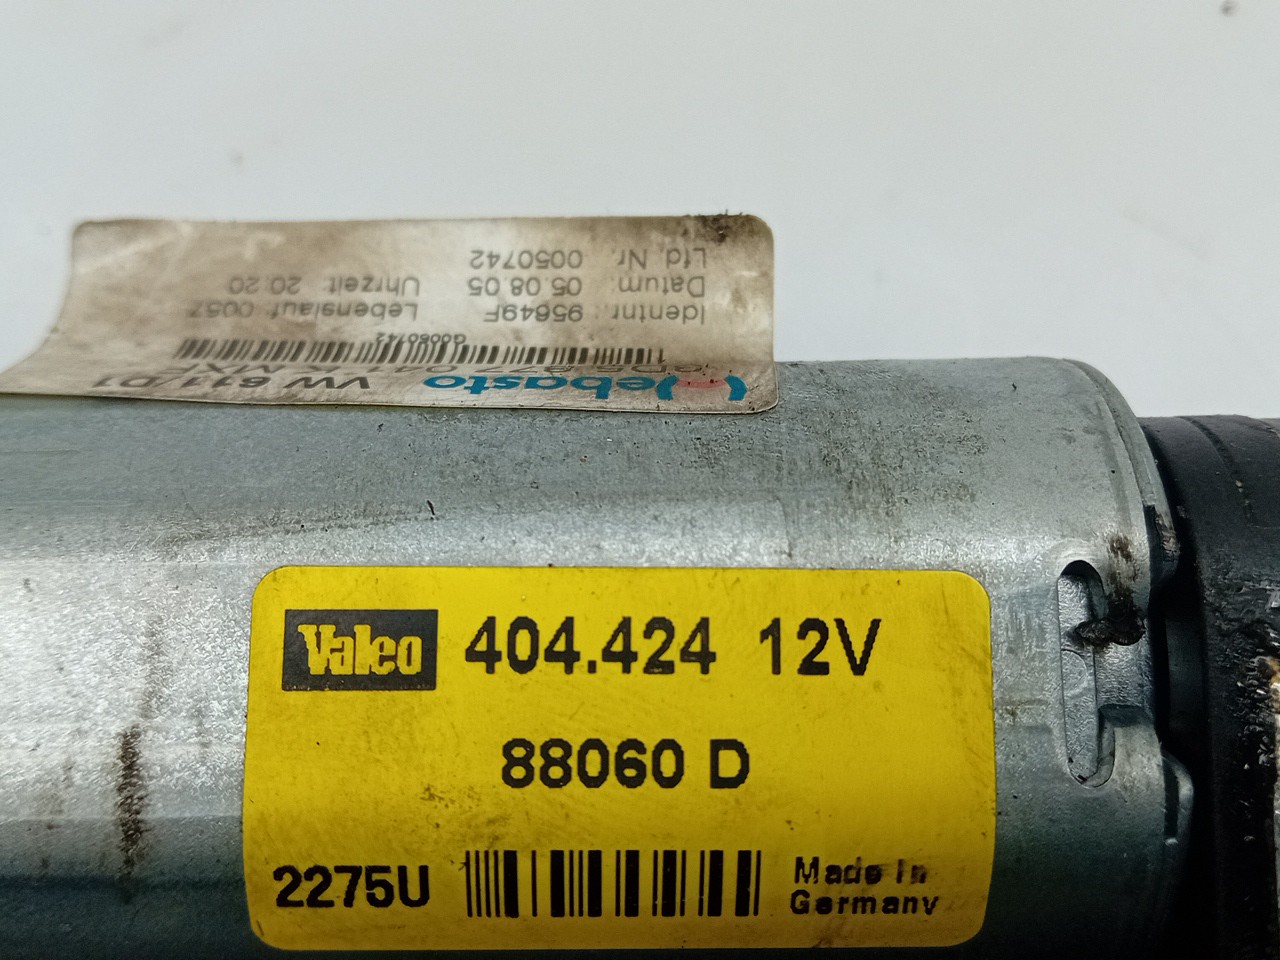 Webasto VW 611/D1
G0050742
Identnr.: 95649F Lebenslauf: 0057
Datum: 05.08.05 Uhrzeit: 20:20
Lfd. Nr. 0050742
Valeo 404.424 12V
88060 D
2275U
Made In
Germany